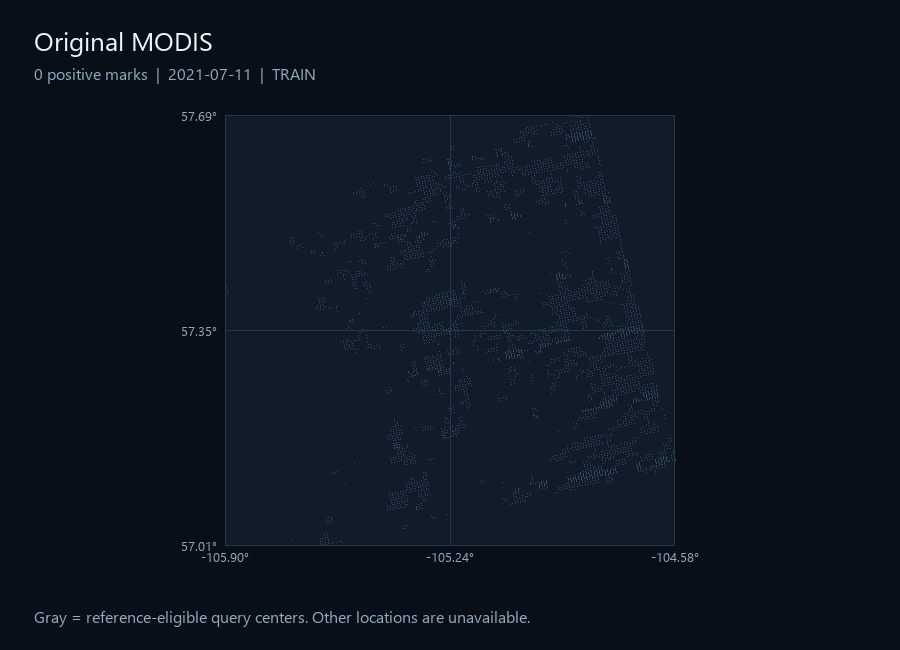 Original MODIS
0 positive marks | 2021-07-11 | TRAIN
57.69°
57.35°
57.01°
-105.90° -105.24° -104.58°
Gray = reference-eligible query centers. Other locations are unavailable.